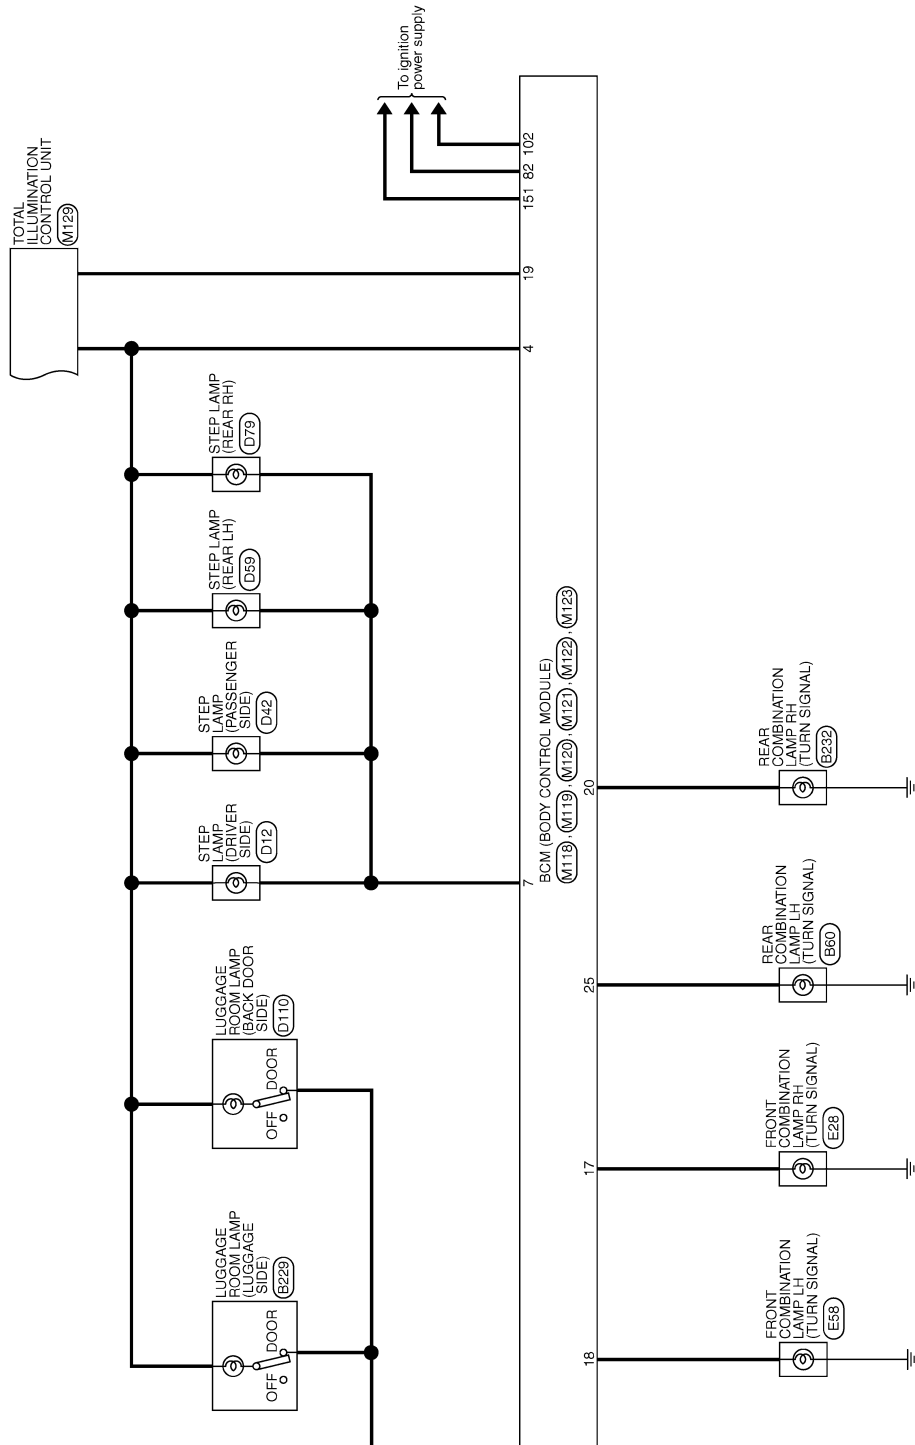 To ignition
power supply
TOTAL
ILLUMINATION
CONTROL UNIT
M129
151 82 102
19
4
STEP LAMP
(REAR RH)
D79
STEP LAMP
(REAR LH)
D59
STEP
LAMP
(PASSENGER
SIDE)
D42
STEP
LAMP
(DRIVER
SIDE)
D12
7
BCM (BODY CONTROL MODULE)
M118 , M119 , M120 , M121 , M122 , M123
LUGGAGE
ROOM LAMP
(BACK DOOR
SIDE)
D110
OFF DOOR
LUGGAGE
ROOM LAMP
(LUGGAGE
SIDE)
B229
OFF DOOR
20
REAR
COMBINATION
LAMP RH
(TURN SIGNAL)
B232
25
REAR
COMBINATION
LAMP LH
(TURN SIGNAL)
B60
17
FRONT
COMBINATION
LAMP RH
(TURN SIGNAL)
E28
18
FRONT
COMBINATION
LAMP LH
(TURN SIGNAL)
E58